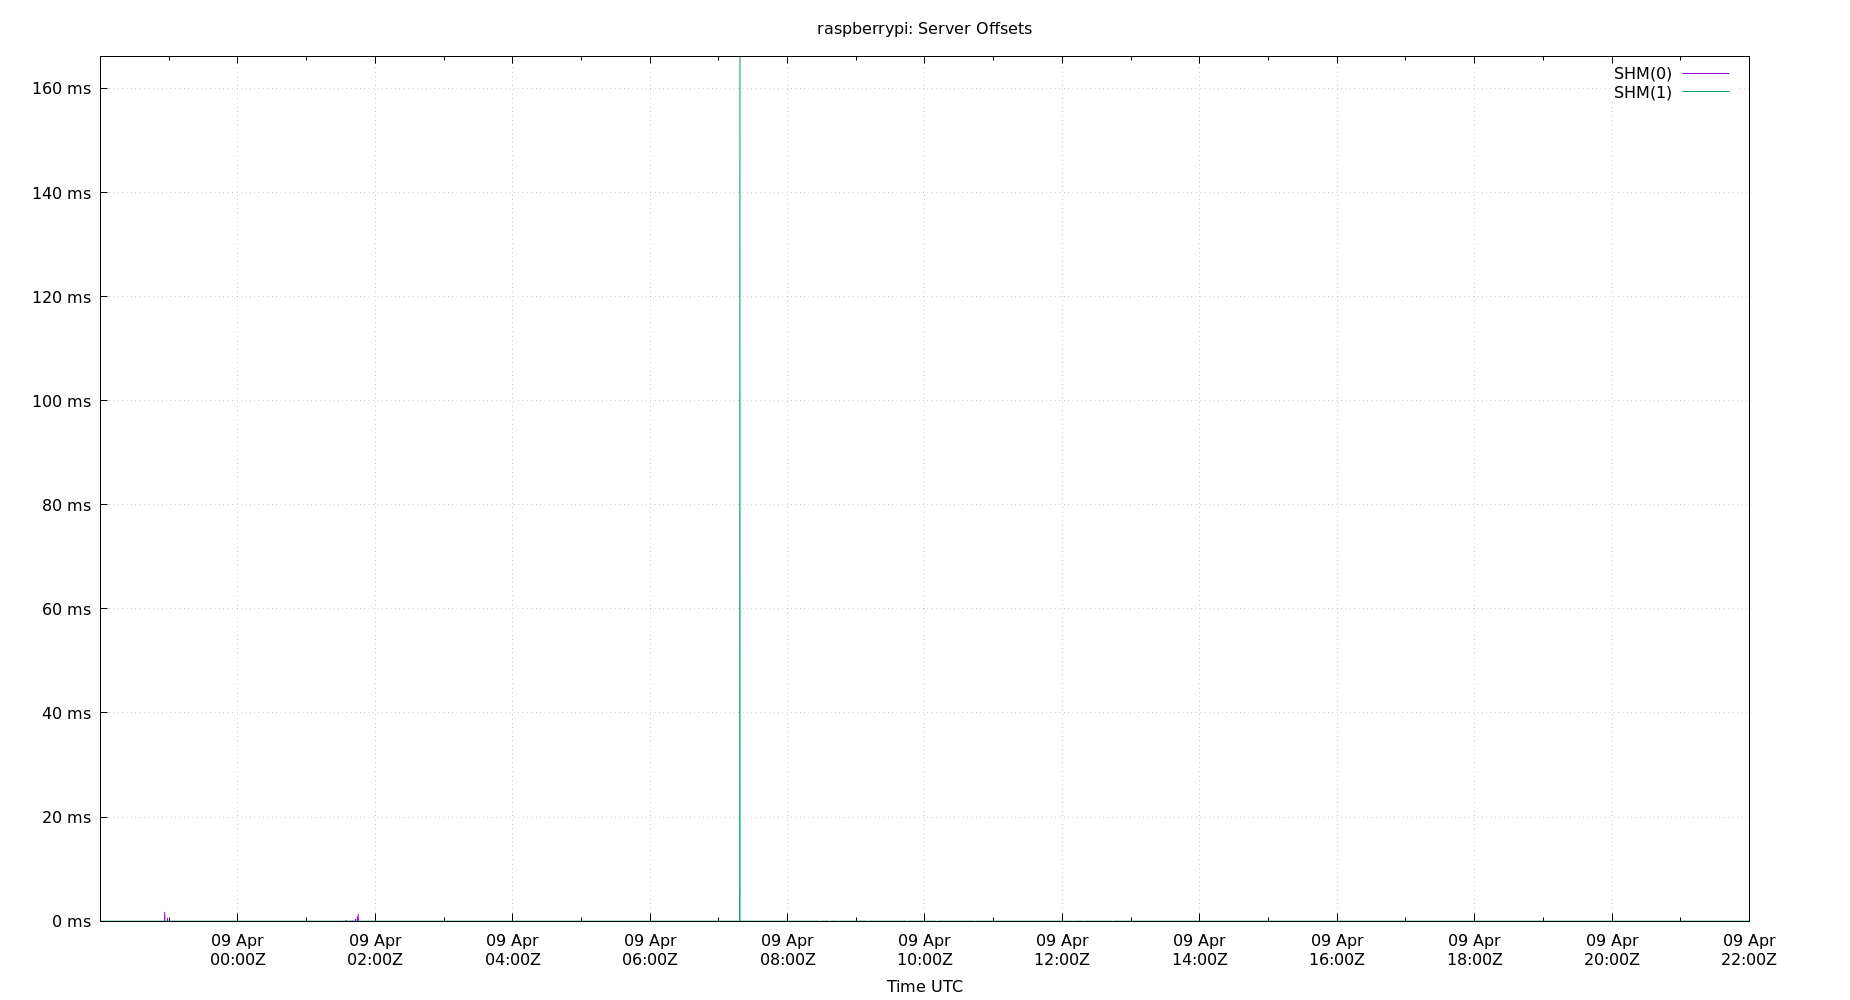 raspberrypi: Server Offsets
SHM(0)
SHM(1)
160 ms
140 ms
120 ms
100 ms
80 ms
60 ms
40 ms
20 ms
0 ms
09 Apr 09 Apr 09 Apr 09 Apr 09 Apr 09 Apr 09 Apr 09 Apr 09 Apr 09 Apr 09 Apr 09 Apr
00:00Z 02:00Z 04:00Z 06:00Z 08:00Z 10:00Z 12:00Z 14:00Z 16:00Z 18:00Z 20:00Z 22:00Z
Time UTC